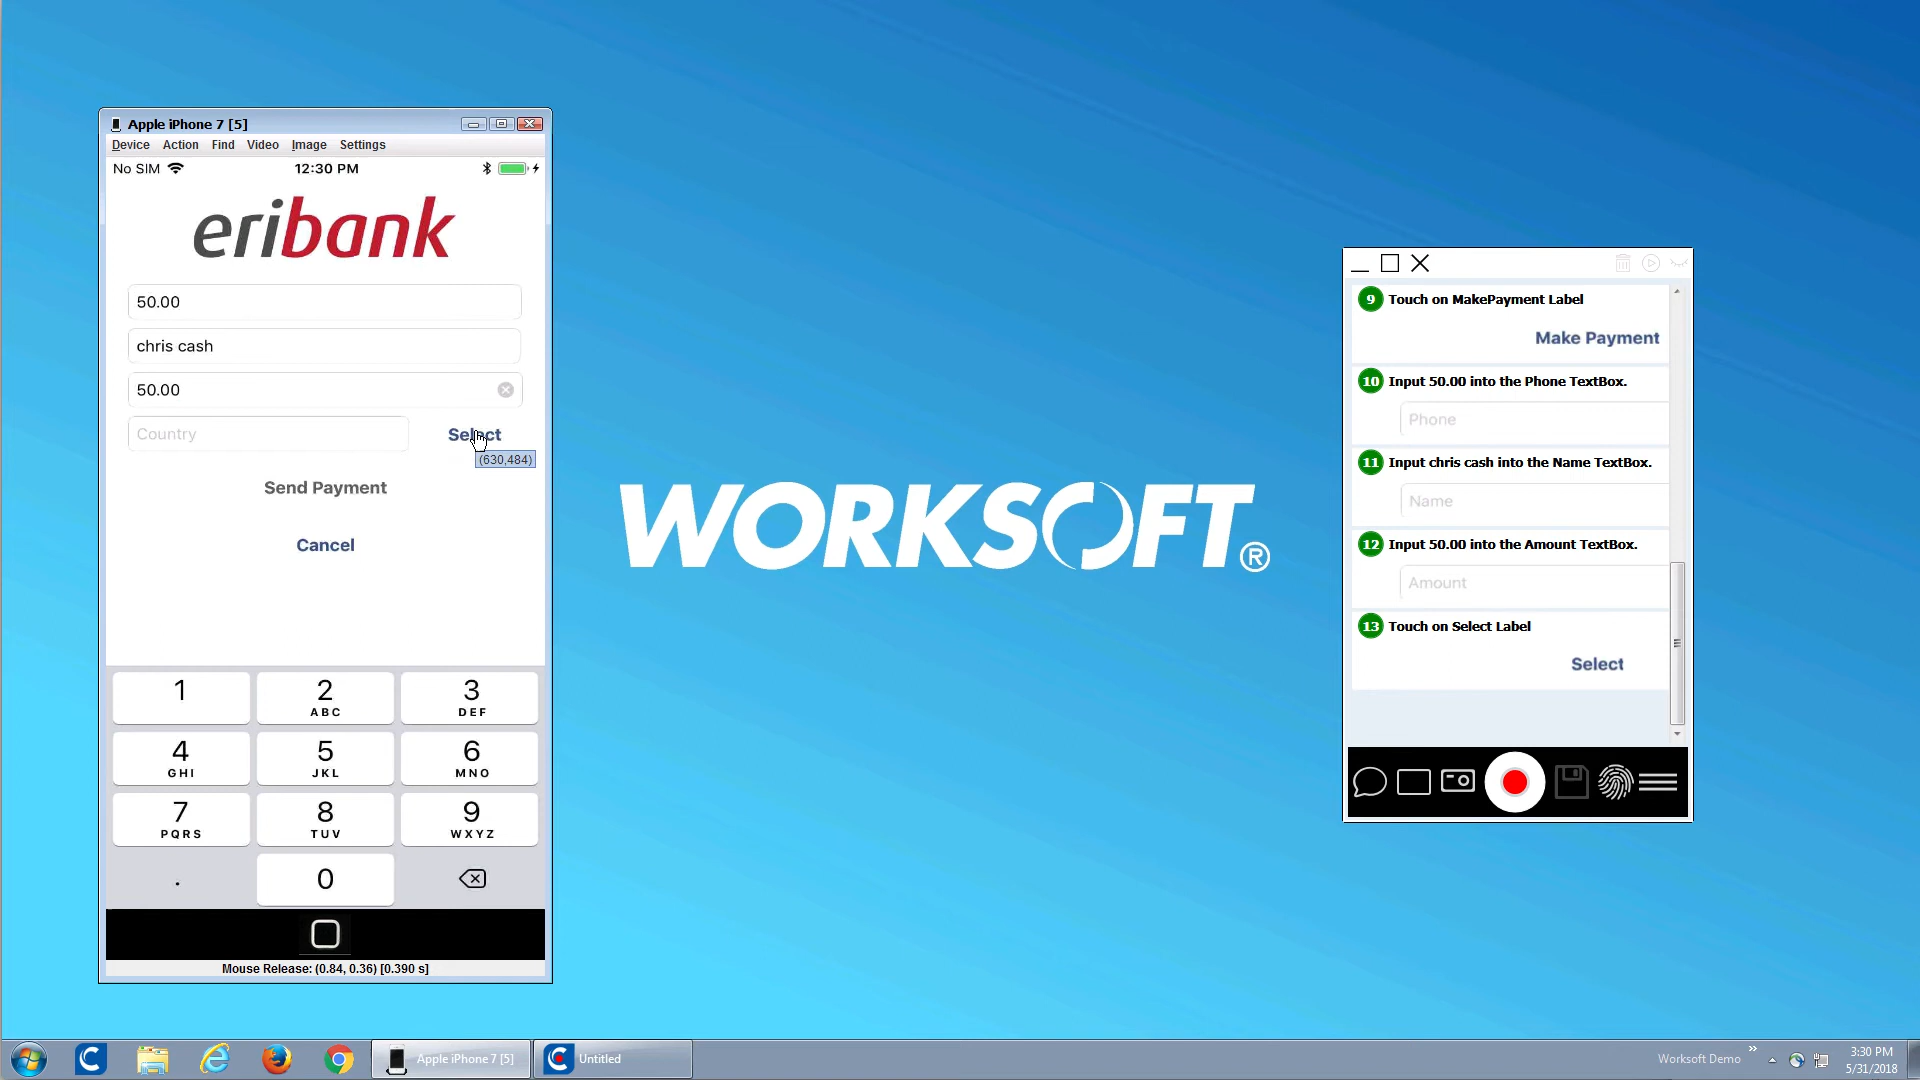 Apple iPhone 7 [5]
Device Action Find Video Image Settings
No SIM 12:30 PM
eribank
50.00
chris cash
50.00
Country Select
(630,484)
Send Payment
Cancel
1 2 ABC 3 DEF
4 GHI 5 JKL 6 MNO
7 PQRS 8 TUV 9 WXYZ
. 0
Mouse Release: (0.84, 0.36) [0.390 s]
WORKSOFT®
9 Touch on MakePayment Label
Make Payment
10 Input 50.00 into the Phone TextBox.
Phone
11 Input chris cash into the Name TextBox.
Name
12 Input 50.00 into the Amount TextBox.
Amount
13 Touch on Select Label
Select
Apple iPhone 7 [5] Untitled
Worksoft Demo
3:30 PM
5/31/2018